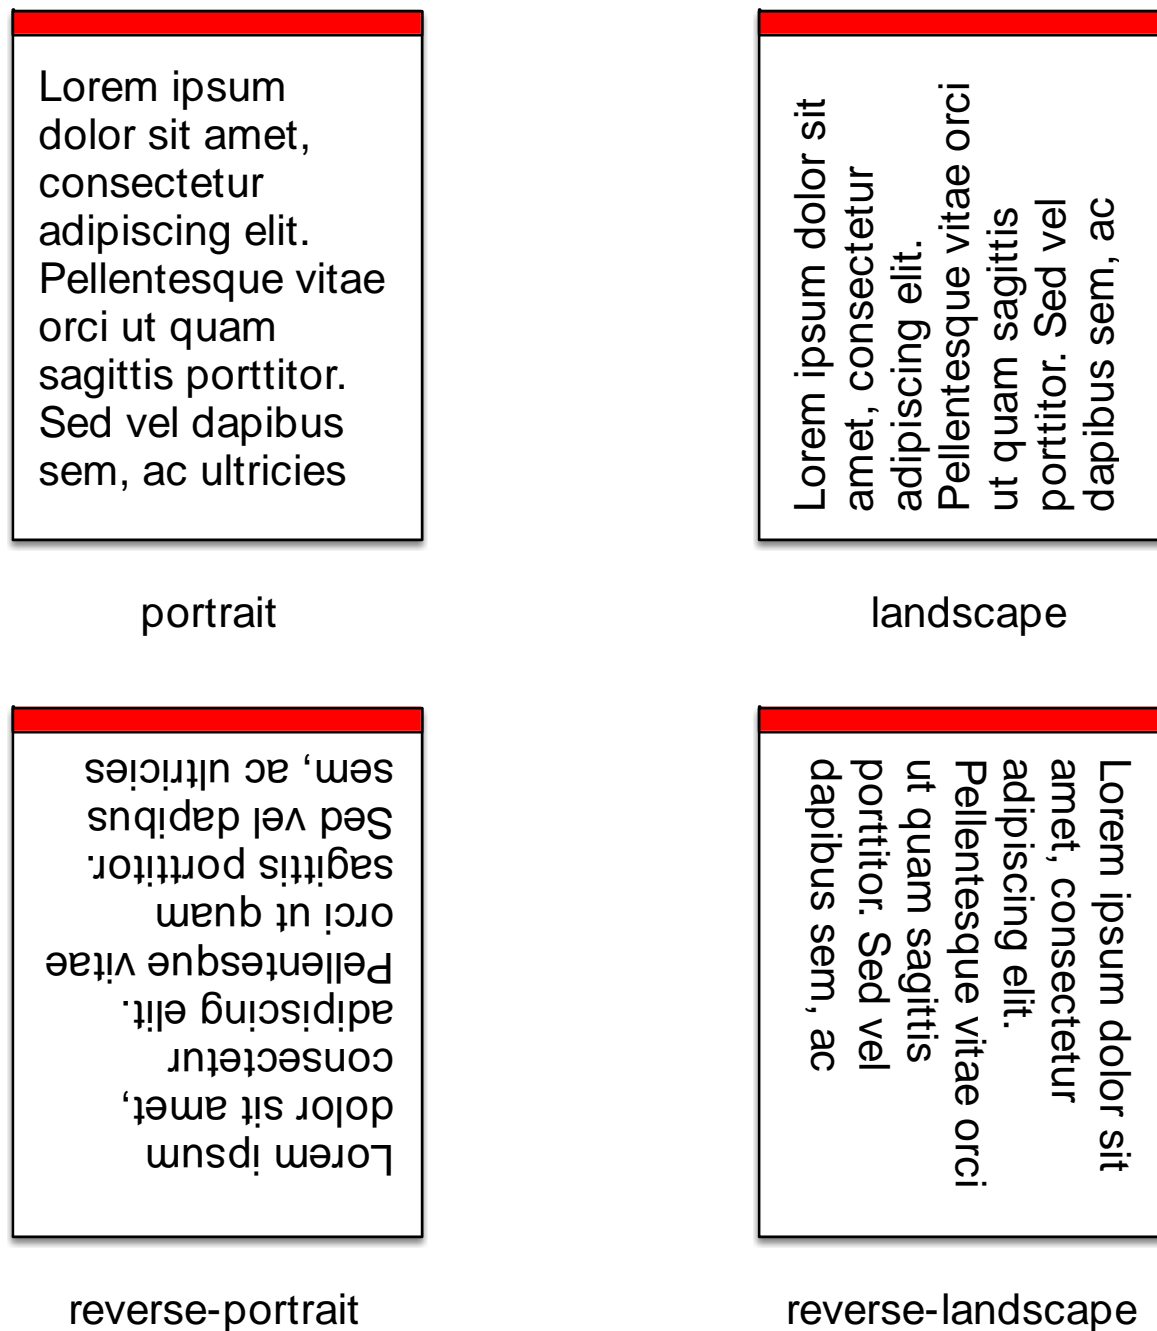 Lorem ipsum
dolor sit amet,
consectetur
adipiscing elit.
Pellentesque vitae
orci ut quam
sagittis porttitor.
Sed vel dapibus
sem, ac ultricies
portrait
Lorem ipsum dolor sit
amet, consectetur
adipiscing elit.
Pellentesque vitae orci
ut quam sagittis
porttitor. Sed vel
dapibus sem, ac
landscape
Lorem ipsum
dolor sit amet,
consectetur
adipiscing elit.
Pellentesque vitae
orci ut quam
sagittis porttitor.
Sed vel dapibus
sem, ac ultricies
reverse-portrait
Lorem ipsum dolor sit
amet, consectetur
adipiscing elit.
Pellentesque vitae orci
ut quam sagittis
porttitor. Sed vel
dapibus sem, ac
reverse-landscape